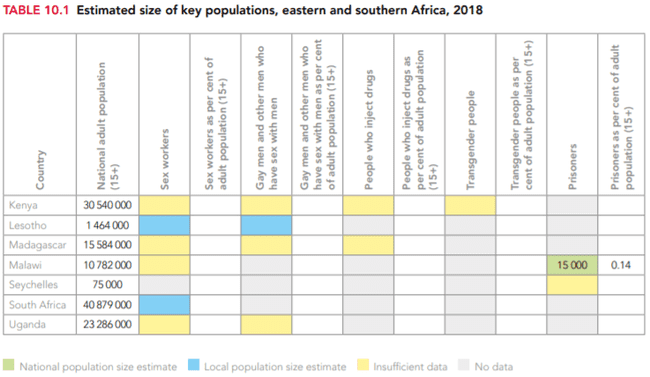 TABLE 10.1 Estimated size of key populations, eastern and southern Africa, 2018
Country
National adult population
(15+)
Sex workers
Sex workers as per cent of
adult population (15+)
Gay men and other men who
have sex with men
Gay men and other men who
have sex with men as per cent
of adult population (15+)
People who inject drugs
People who inject drugs as
per cent of adult population
(15+)
Transgender people
Transgender people as per
cent of adult population (15+)
Prisoners
Prisoners as per cent of adult
population (15+)
Kenya 30 540 000
Lesotho 1 464 000
Madagascar 15 584 000
Malawi 10 782 000 15 000 0.14
Seychelles 75 000
South Africa 40 879 000
Uganda 23 286 000
National population size estimate Local population size estimate Insufficient data No data